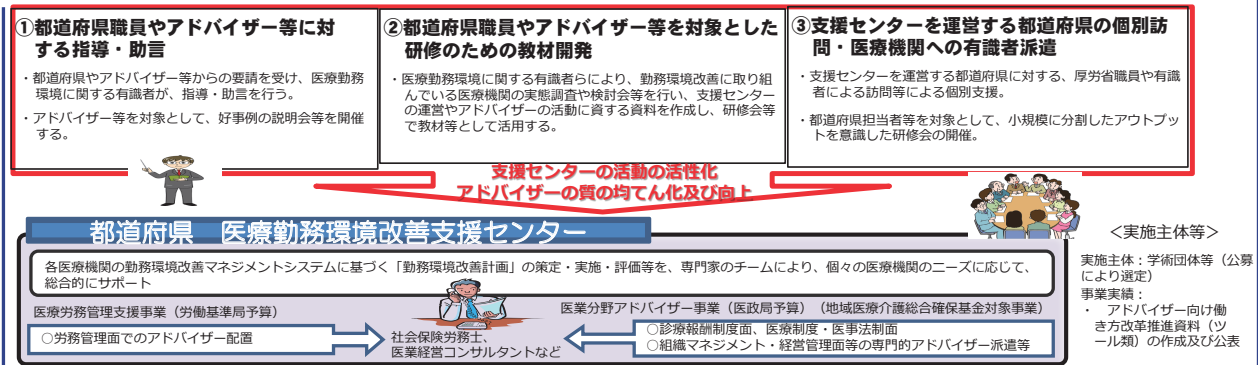 ①都道府県職員やアドバイザー等に対
する指導・助言
・都道府県やアドバイザー等からの要請を受け、医療勤務
環境に関する有識者が、指導・助言を行う。
・アドバイザー等を対象として、好事例の説明会等を開催
する。
②都道府県職員やアドバイザー等を対象とした
研修のための教材開発
・医療勤務環境に関する有識者らにより、勤務環境改善に取り組
んでいる医療機関の実態調査や検討会等を行い、支援センター
の運営やアドバイザーの活動に資する資料を作成し、研修会等
で教材等として活用する。
③支援センターを運営する都道府県の個別訪
問・医療機関への有識者派遣
・支援センターを運営する都道府県に対する、厚労省職員や有識
者による訪問等による個別支援。
・都道府県担当者等を対象として、小規模に分割したアウトプッ
トを意識した研修会の開催。
支援センターの活動の活性化
アドバイザーの質の均てん化及び向上
都道府県 医療勤務環境改善支援センター
各医療機関の勤務環境改善マネジメントシステムに基づく「勤務環境改善計画」の策定・実施・評価等を、専門家のチームにより、個々の医療機関のニーズに応じて、
総合的にサポート
医療労務管理支援事業（労働基準局予算）
○労務管理面でのアドバイザー配置
社会保険労務士、
医業経営コンサルタントなど
医業分野アドバイザー事業（医政局予算）（地域医療介護総合確保基金対象事業）
○診療報酬制度面、医療制度・医事法制面
○組織マネジメント・経営管理面等の専門的アドバイザー派遣等
＜実施主体等＞
実施主体：学術団体等（公募
により選定）
事業実績：
・ アドバイザー向け働
き方改革推進資料（ツ
ール類）の作成及び公表